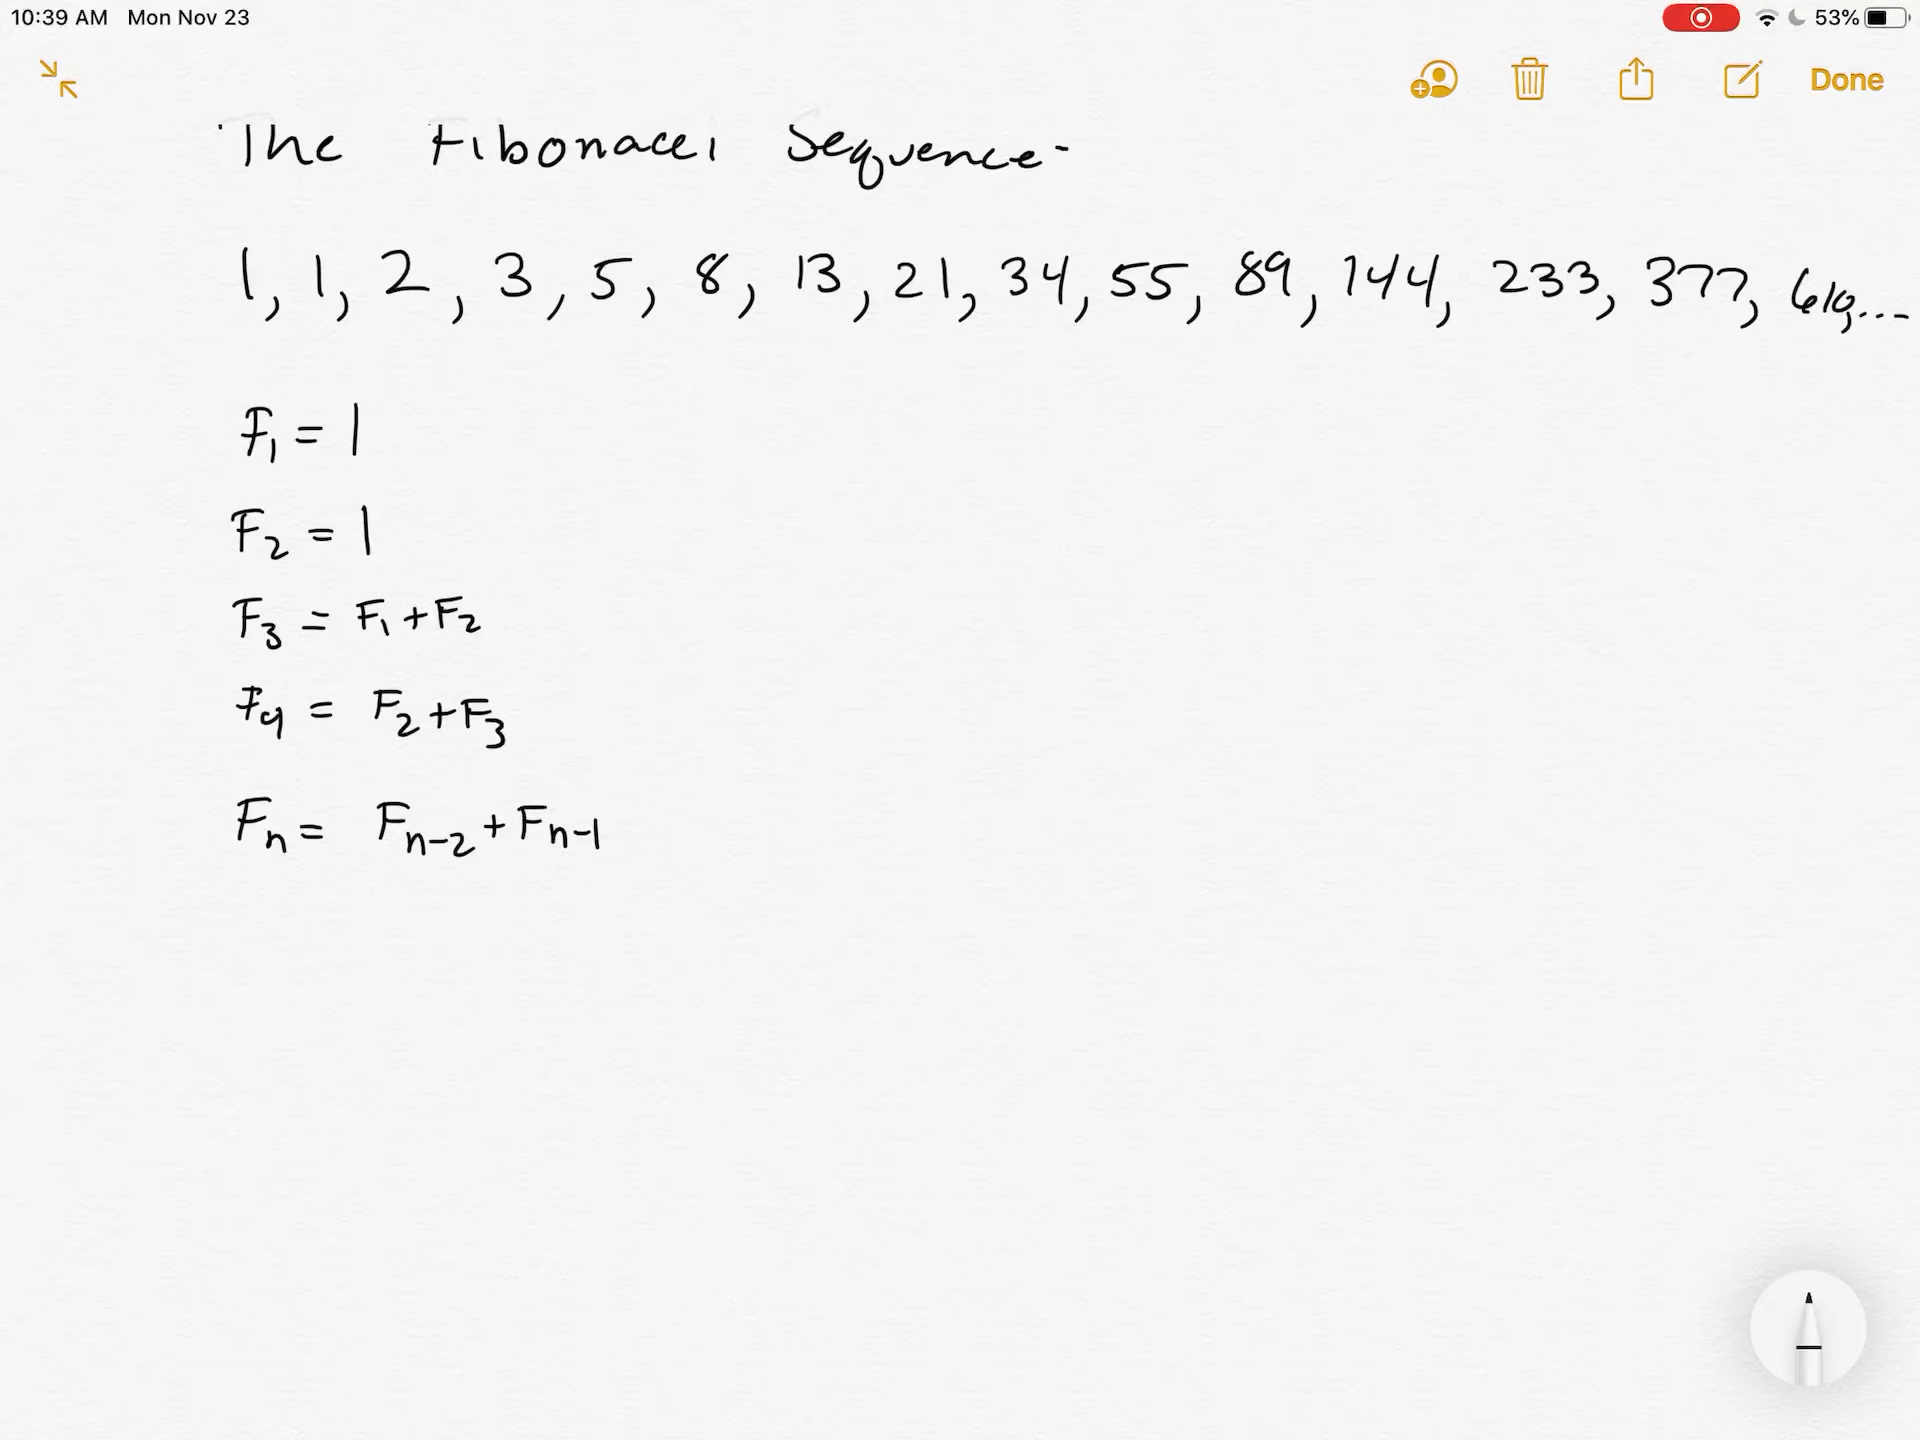 10:39 AM Mon Nov 23
53%
Done
The Fibonacci Sequence-
1, 1, 2, 3, 5, 8, 13, 21, 34, 55, 89, 144, 233, 377, 610,...
F₁ = 1
F₂ = 1
F₃ = F₁ + F₂
F₄ = F₂ + F₃
Fₙ = Fₙ₋₂ + Fₙ₋₁